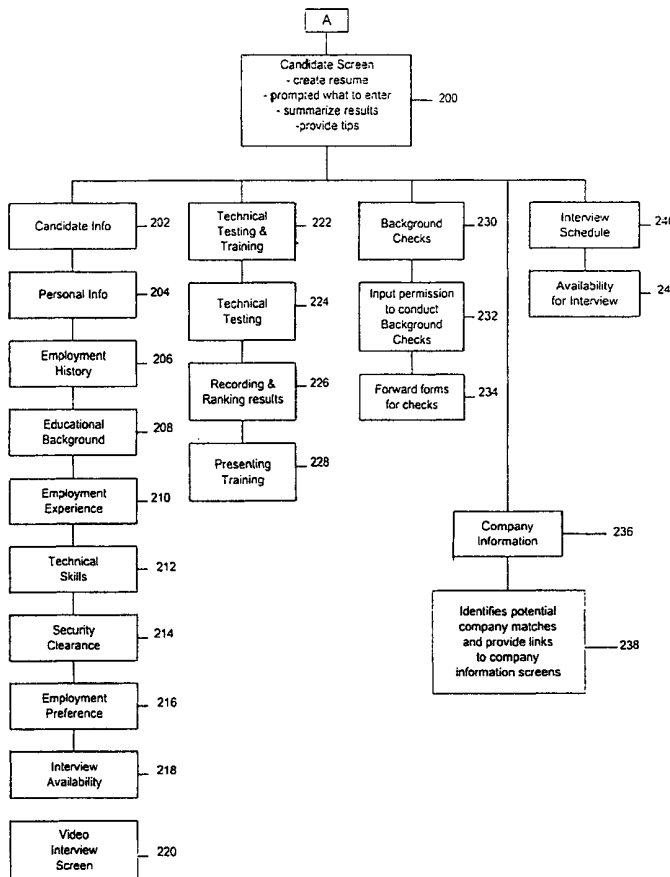 A
Candidate Screen
- create resume
- prompted what to enter
- summarize results
-provide tips
200
Candidate Info
202
Personal Info
204
Employment
History
206
Educational
Background
208
Employment
Experience
210
Technical
Skills
212
Security
Clearance
214
Employment
Preference
216
Interview
Availability
218
Video
Interview
Screen
220
Technical
Testing &
Training
222
Technical
Testing
224
Recording &
Ranking results
226
Presenting
Training
228
Background
Checks
230
Input permission
to conduct
Background
Checks
232
Forward forms
for checks
234
Company
Information
236
Identifies potential
company matches
and provide links
to company
information screens
238
Interview
Schedule
Availability
for Interview